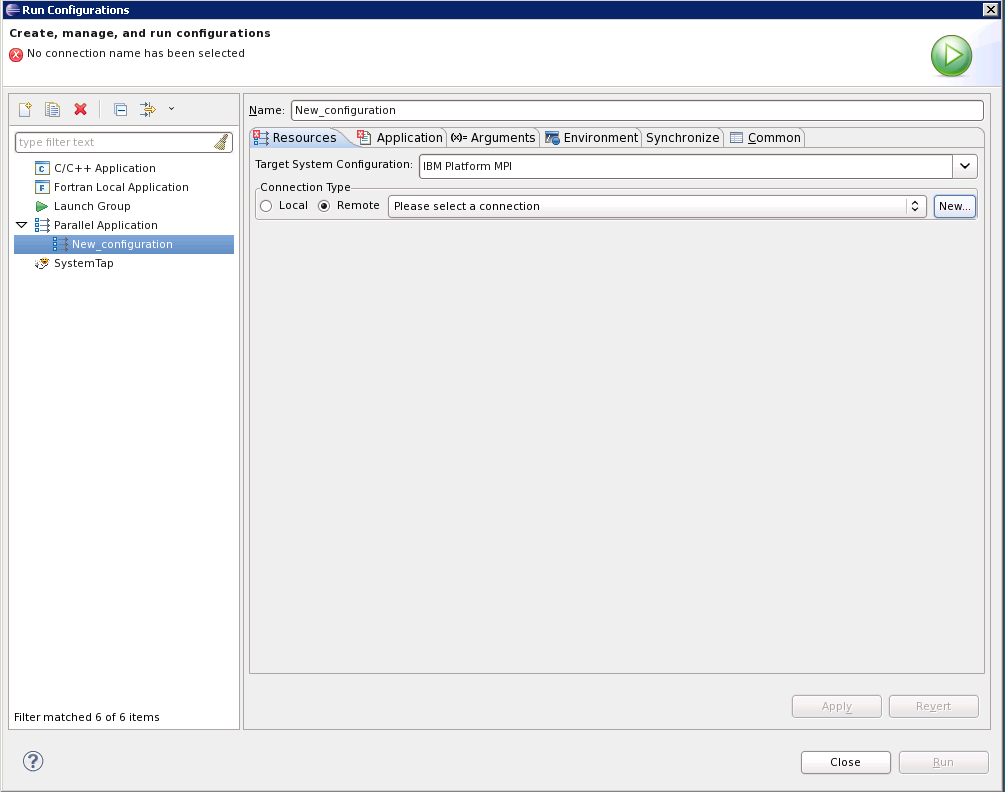 Run Configurations
Create, manage, and run configurations
No connection name has been selected
type filter text
C/C++ Application
Fortran Local Application
Launch Group
Parallel Application
New_configuration
SystemTap
Filter matched 6 of 6 items
Name: New_configuration
Resources Application (x)= Arguments Environment Synchronize Common
Target System Configuration: IBM Platform MPI
Connection Type
Local Remote Please select a connection New...
Apply Revert
? Close Run